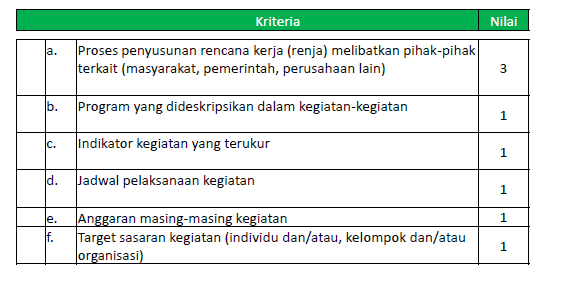 Kriteria Nilai
a. Proses penyusunan rencana kerja (renja) melibatkan pihak-pihak
terkait (masyarakat, pemerintah, perusahaan lain) 3
b. Program yang dideskripsikan dalam kegiatan-kegiatan 1
c. Indikator kegiatan yang terukur 1
d. Jadwal pelaksanaan kegiatan 1
e. Anggaran masing-masing kegiatan 1
f. Target sasaran kegiatan (individu dan/atau, kelompok dan/atau
organisasi) 1